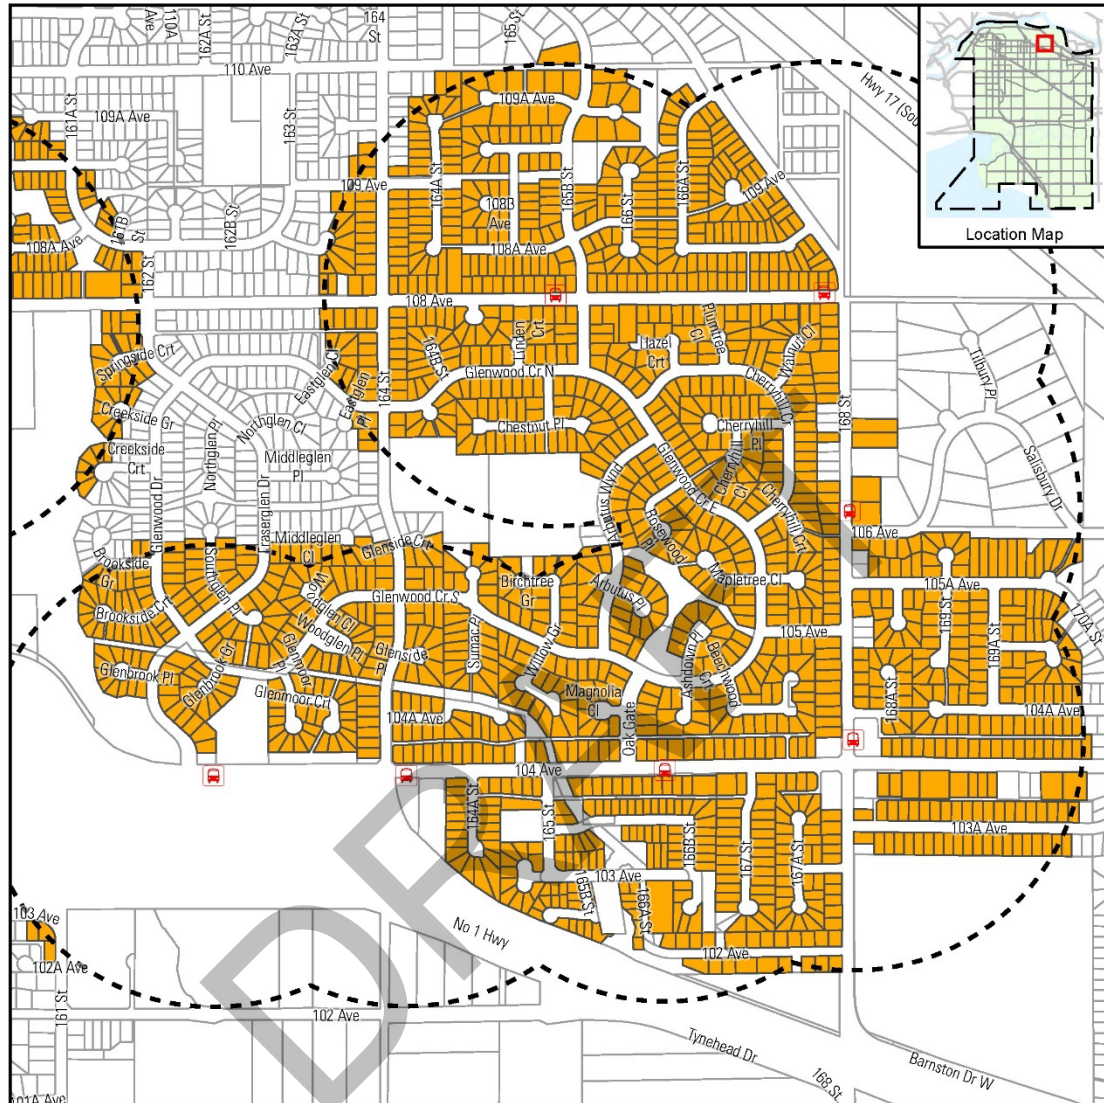 110A
Ave
162A St
163A St
164
St
165 St
110 Ave
Hwy 17 (Sou
161A St
109A Ave
163 St
109A Ave
164A St
165B St
166 St
166A St
109 Ave
109 Ave
108B
Ave
161B
St
162B St
108A Ave
108A Ave
162 St
Location Map
108 Ave
Springside Crt
Eastglen Cl
Eastglen
Pl
164 St
164B St
Linden
Crt
Glenwood Cr N
Hazel
Crt
Plumtree
Cl
Walnut Cl
Cherryhill Cr
168 St
Tilbury Pl
Salisbury Dr
Creekside Gr
Creekside
Crt
Northglen Pl
Northglen Cl
Middleglen
Pl
Chestnut Pl
Cherryhill
Pl
Cherryhill
Cl
Cherryhill Crt
Glenwood Cr E
Arbutus Wynd
Rosewood
Pl
106 Ave
Glenwood Dr
Fraserglen Dr
Middleglen
Cl
Glenside Crt
Brookside
Gr
Brookside Crt
Southglen Pl
Woodglen Cl
Woodglen Pl
Glenwood Cr S
Birchtree
Gr
Arbutus Pl
Mapletree Cl
105A Ave
105 Ave
169 St
169A St
170A St
Glenbrook Pl
Glenbrook Gr
Glenmoor
Pl
Glenmoor Crt
Glenside
Pl
Sumac Pl
Willow Gr
Magnolia
Cl
Oak Gate
Ashdown Pl
Beechwood
Crt
168A St
104A Ave
104A Ave
104 Ave
164A St
165 St
166B St
167 St
167A St
103A Ave
103 Ave
165B St
166A St
102 Ave
No 1 Hwy
103 Ave
102A Ave
161 St
102 Ave
Tynehead Dr
168 St
Barnston Dr W
101A Ave
DRAFT